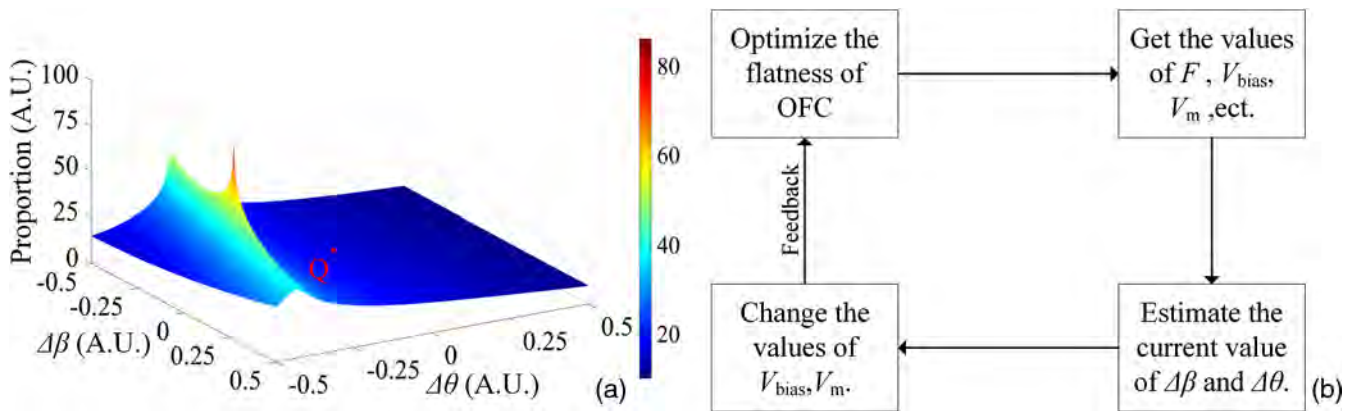 Proportion (A.U.)
100
75
50
25
0
-0.5
-0.25
0
0.25
0.5
Δβ (A.U.)
-0.5
-0.25
0
0.25
0.5
Δθ (A.U.)
Q
80
60
40
20
(a)
Optimize the
flatness of
OFC
Get the values
of F , Vbias,
Vm ,ect.
Feedback
Change the
values of
Vbias,Vm.
Estimate the
current value
of Δβ and Δθ.
(b)